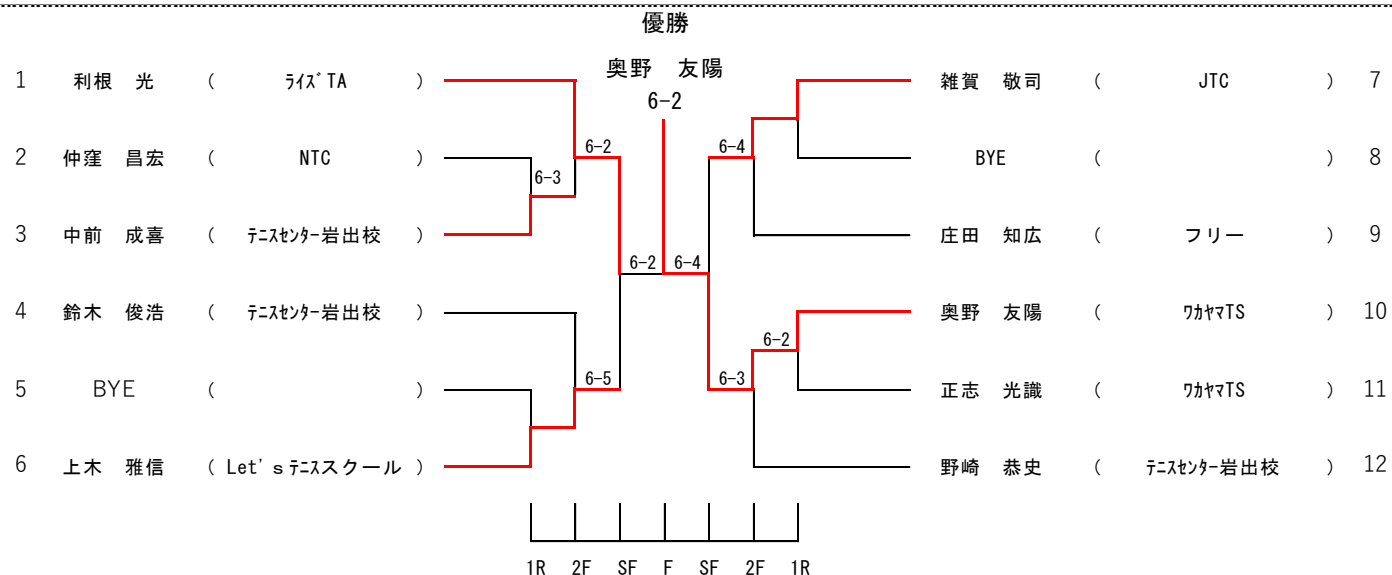 優勝
奥野 友陽
6-2
1 利根 光 ( ﾗｲｽﾞTA )
雑賀 敬司 ( JTC ) 7
2 仲窪 昌宏 ( NTC )
6-2
6-4
BYE ( ) 8
6-3
3 中前 成喜 ( ﾃﾆｽｾﾝﾀｰ岩出校 )
庄田 知広 ( フリー ) 9
6-2 6-4
4 鈴木 俊浩 ( ﾃﾆｽｾﾝﾀｰ岩出校 )
奥野 友陽 ( ﾜｶﾔﾏTS ) 10
6-2
5 BYE ( )
6-5
6-3
正志 光識 ( ﾜｶﾔﾏTS ) 11
6 上木 雅信 ( Let'sﾃﾆｽスクール )
野崎 恭史 ( ﾃﾆｽｾﾝﾀｰ岩出校 ) 12
1R 2F SF F SF 2F 1R